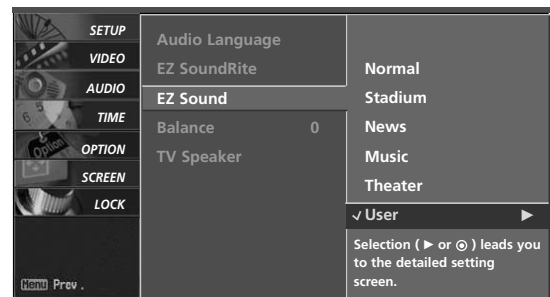 SETUP
VIDEO
AUDIO
TIME
OPTION
SCREEN
LOCK
Menu Prev .
Audio Language
EZ SoundRite
EZ Sound
Balance 0
TV Speaker
Normal
Stadium
News
Music
Theater
✓ User ►
Selection ( ► or ⊙ ) leads you
to the detailed setting
screen.